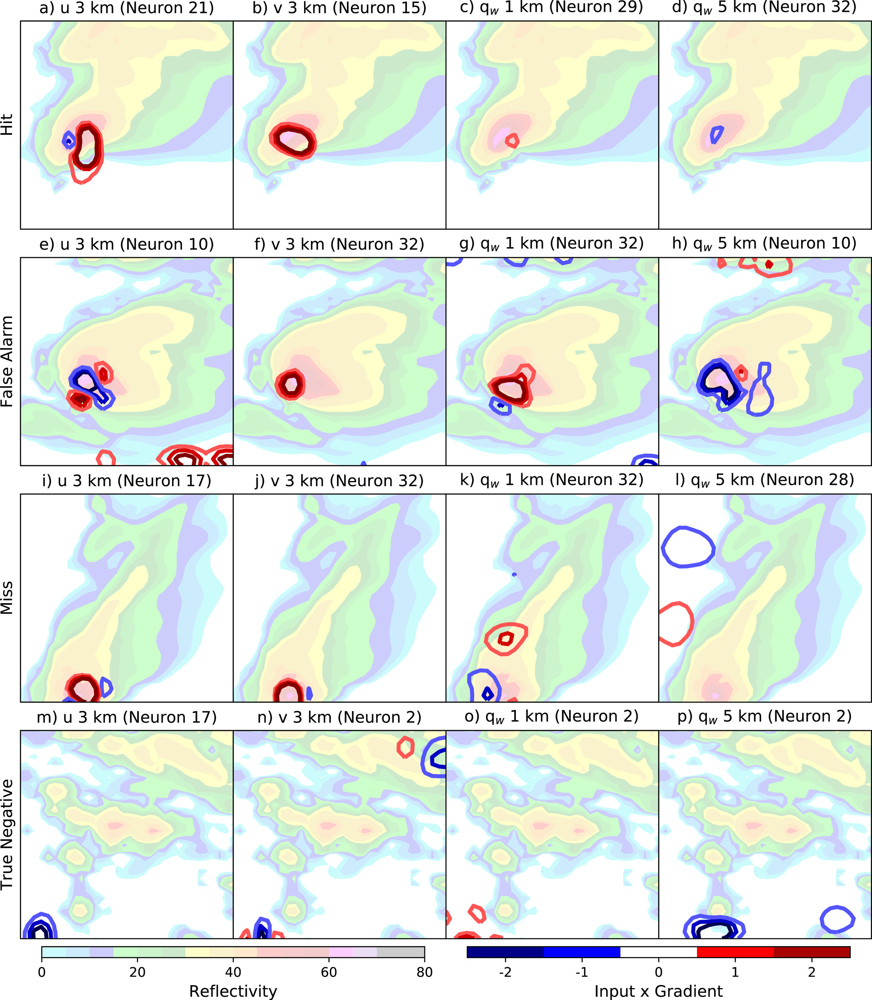 a) u 3 km (Neuron 21)
b) v 3 km (Neuron 15)
c) q_w 1 km (Neuron 29)
d) q_w 5 km (Neuron 32)
Hit
e) u 3 km (Neuron 10)
f) v 3 km (Neuron 32)
g) q_w 1 km (Neuron 32)
h) q_w 5 km (Neuron 10)
False Alarm
i) u 3 km (Neuron 17)
j) v 3 km (Neuron 32)
k) q_w 1 km (Neuron 32)
l) q_w 5 km (Neuron 28)
Miss
m) u 3 km (Neuron 17)
n) v 3 km (Neuron 2)
o) q_w 1 km (Neuron 2)
p) q_w 5 km (Neuron 2)
True Negative
0 20 40 60 80
Reflectivity
-2 -1 0 1 2
Input x Gradient